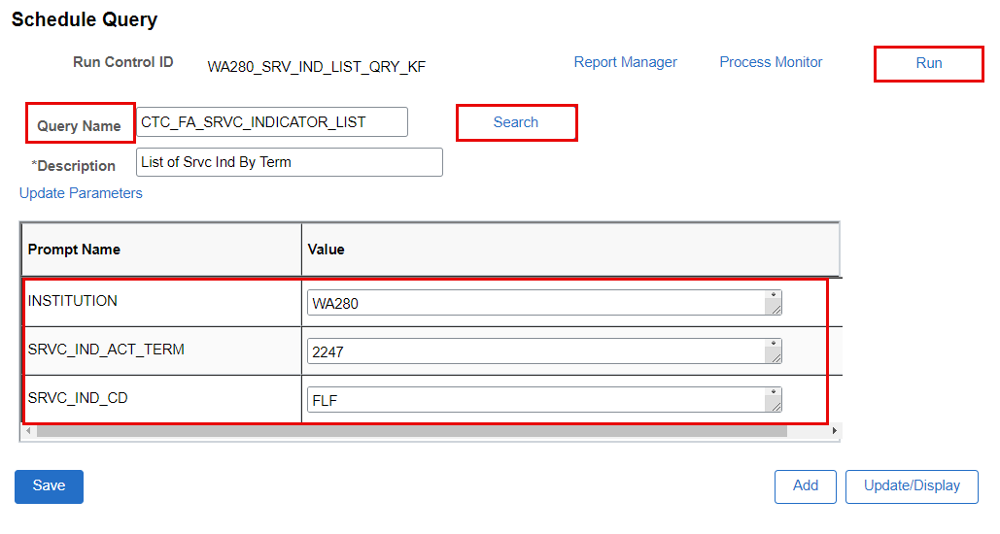 Schedule Query
Run Control ID WA280_SRV_IND_LIST_QRY_KF Report Manager Process Monitor Run
Query Name CTC_FA_SRVC_INDICATOR_LIST Search
*Description List of Srvc Ind By Term
Update Parameters
Prompt Name Value
INSTITUTION WA280
SRVC_IND_ACT_TERM 2247
SRVC_IND_CD FLF
Save Add Update/Display